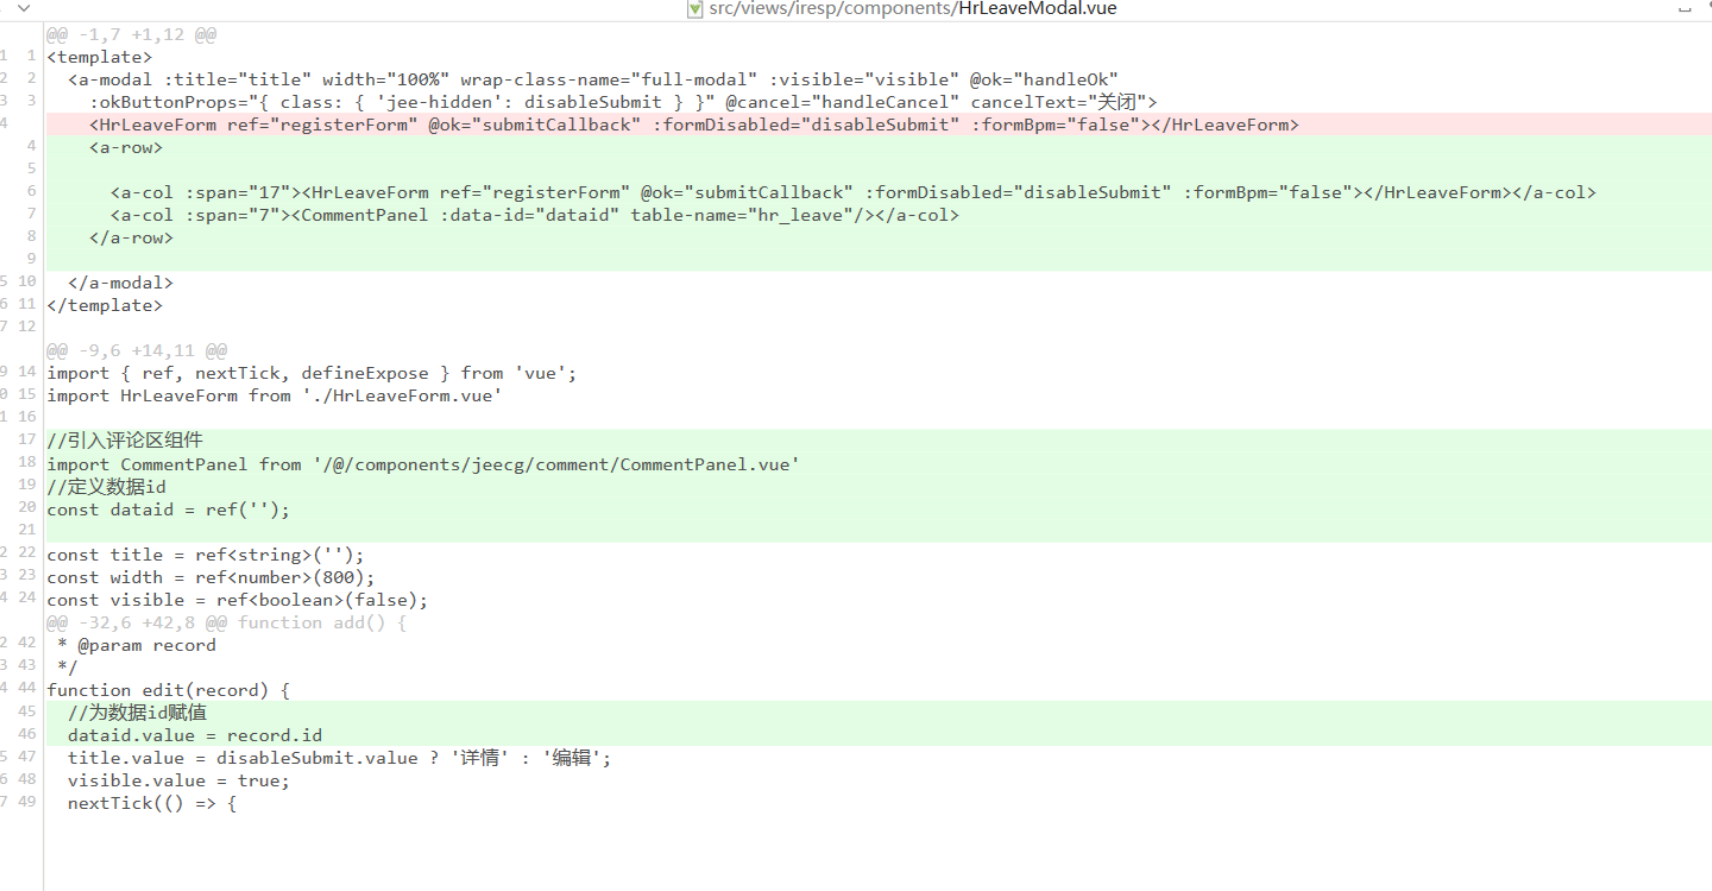 src/views/iresp/components/HrLeaveModal.vue
@@ -1,7 +1,12 @@
1 1 <template>
2 2   <a-modal :title="title" width="100%" wrap-class-name="full-modal" :visible="visible" @ok="handleOk"
3 3     :okButtonProps="{ class: { 'jee-hidden': disableSubmit } }" @cancel="handleCancel" cancelText="关闭">
4     <HrLeaveForm ref="registerForm" @ok="submitCallback" :formDisabled="disableSubmit" :formBpm="false"></HrLeaveForm>
4     <a-row>
5
6       <a-col :span="17"><HrLeaveForm ref="registerForm" @ok="submitCallback" :formDisabled="disableSubmit" :formBpm="false"></HrLeaveForm></a-col>
7       <a-col :span="7"><CommentPanel :data-id="dataid" table-name="hr_leave"/></a-col>
8     </a-row>
9
5 10   </a-modal>
6 11 </template>
7 12
@@ -9,6 +14,11 @@
9 14 import { ref, nextTick, defineExpose } from 'vue';
0 15 import HrLeaveForm from './HrLeaveForm.vue'
1 16
17 //引入评论区组件
18 import CommentPanel from '/@/components/jeecg/comment/CommentPanel.vue'
19 //定义数据id
20 const dataid = ref('');
21
2 22 const title = ref<string>('');
3 23 const width = ref<number>(800);
4 24 const visible = ref<boolean>(false);
@@ -32,6 +42,8 @@ function add() {
2 42  * @param record
3 43  */
4 44 function edit(record) {
45   //为数据id赋值
46   dataid.value = record.id
5 47   title.value = disableSubmit.value ? '详情' : '编辑';
6 48   visible.value = true;
7 49   nextTick(() => {